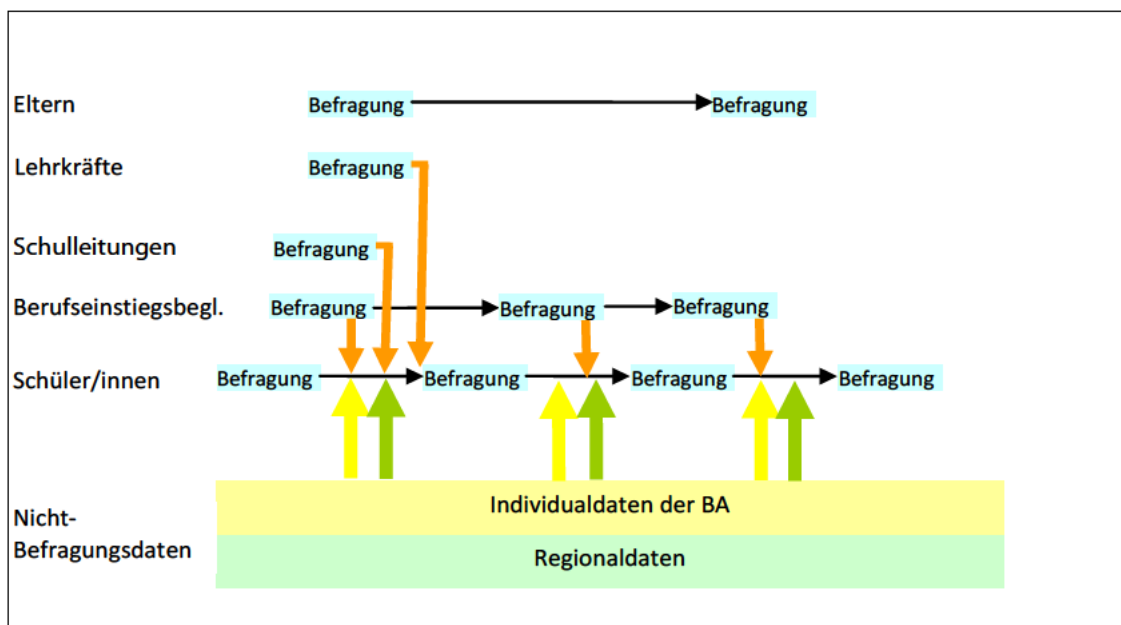 Eltern Befragung Befragung
Lehrkräfte Befragung
Schulleitungen Befragung
Berufseinstiegsbegl. Befragung Befragung Befragung
Schüler/innen Befragung Befragung Befragung Befragung
Individualdaten der BA
Nicht-
Befragungsdaten
Regionaldaten